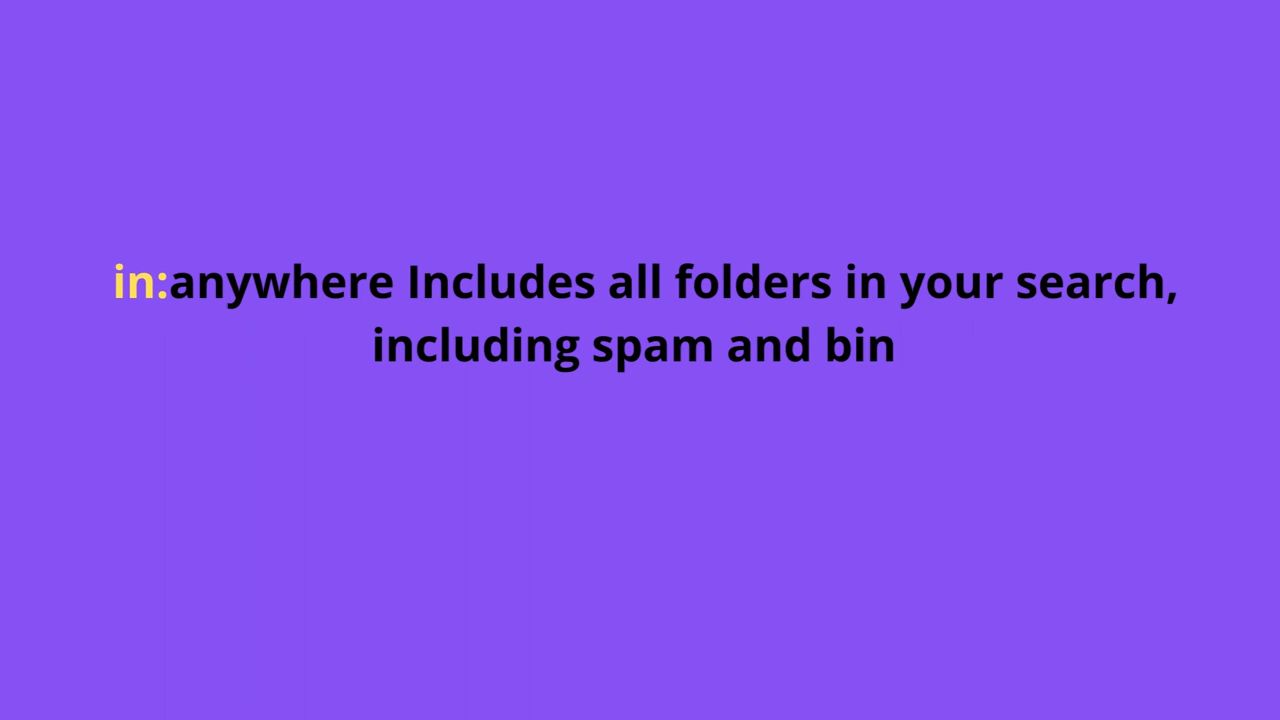 in:anywhere Includes all folders in your search,
including spam and bin